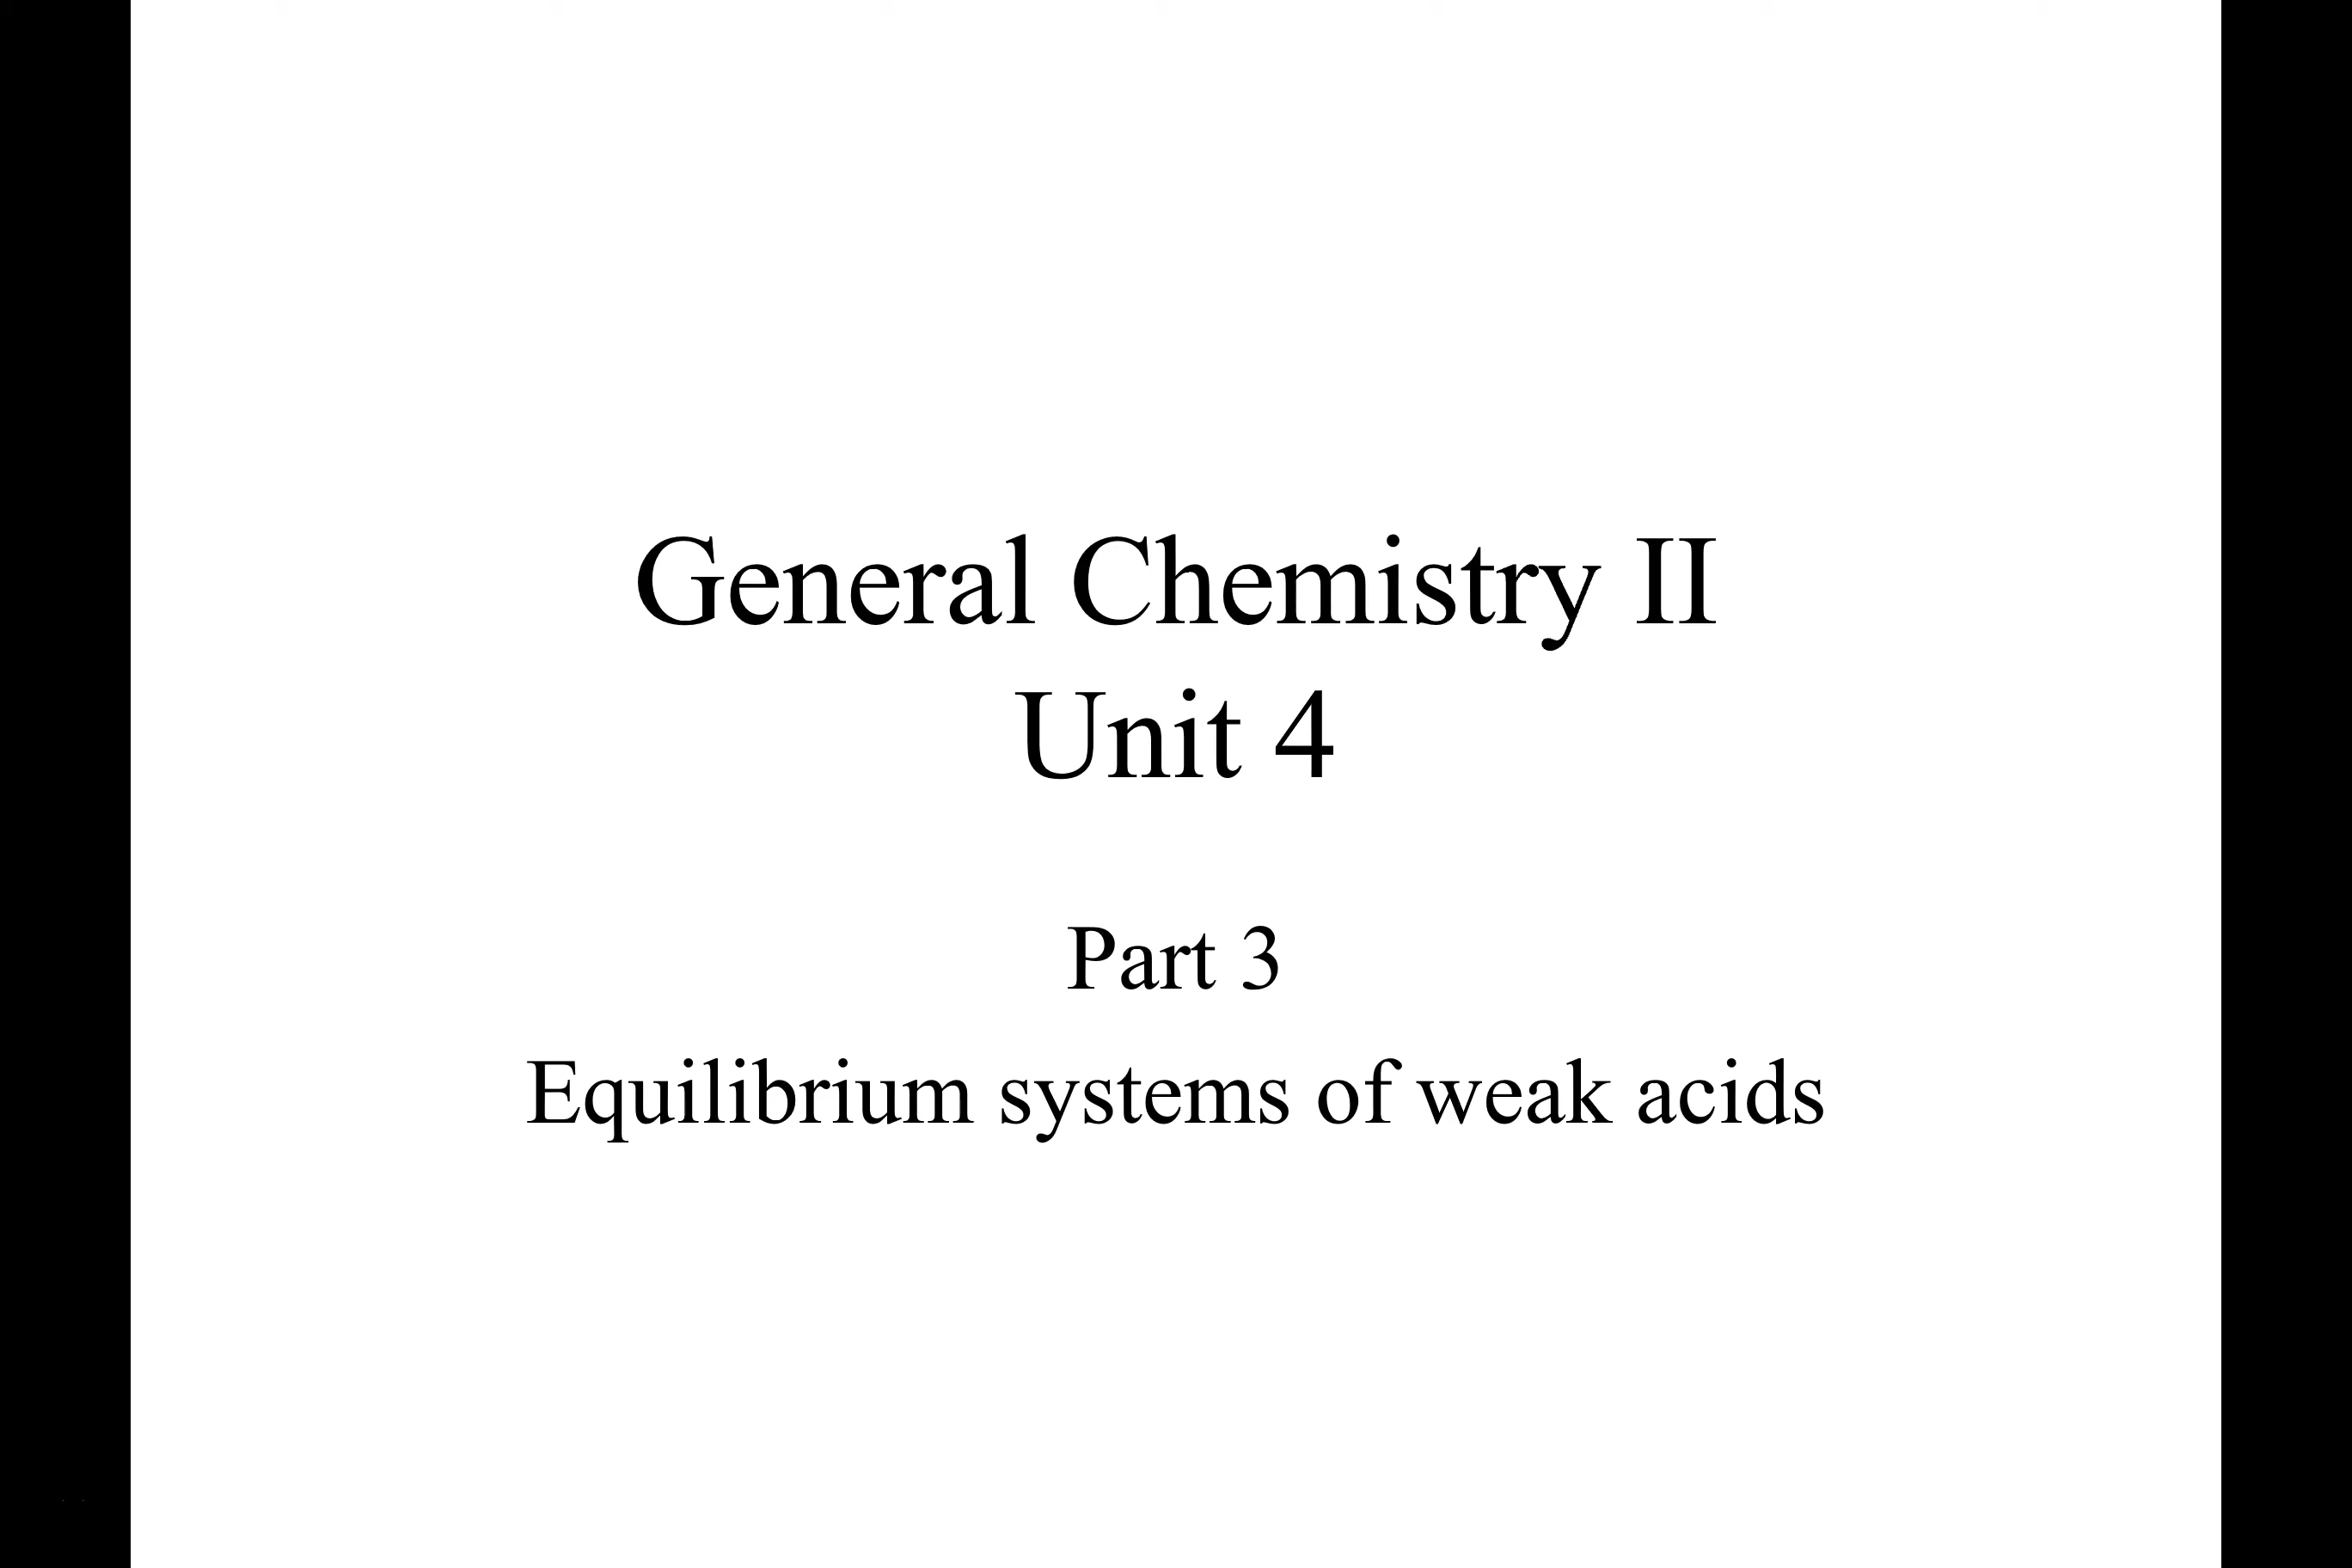 General Chemistry II
Unit 4
Part 3
Equilibrium systems of weak acids